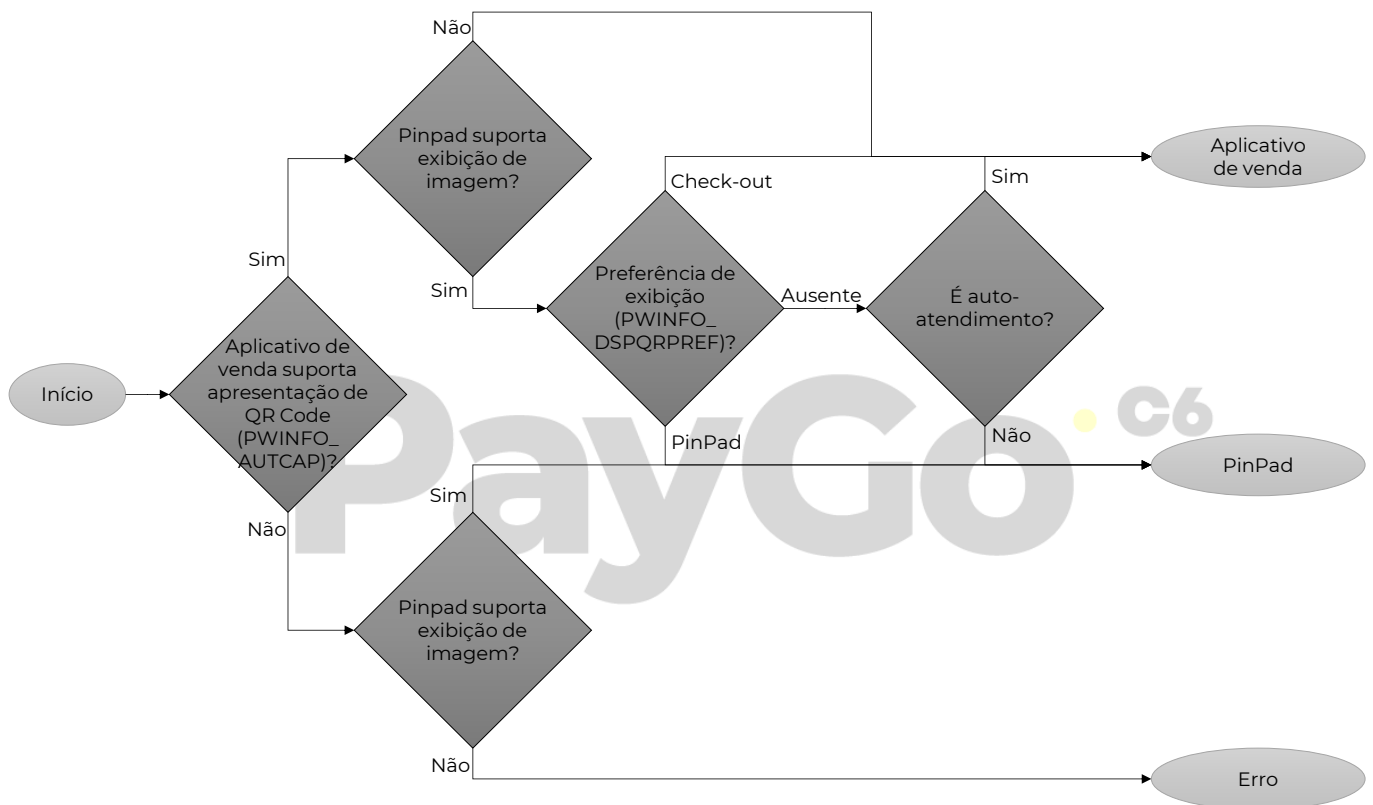 Não
Pinpad suporta
exibição de
imagem?
Aplicativo
de venda
Check-out
Sim
Sim
Sim
Preferência de
exibição
(PWINFO_
DSPQRPREF)?
Ausente
É auto-
atendimento?
Início
Aplicativo de
venda suporta
apresentação de
QR Code
(PWINFO_
AUTCAP)?
PayGo
C6
PinPad
Não
PinPad
Sim
Não
Pinpad suporta
exibição de
imagem?
Não
Erro